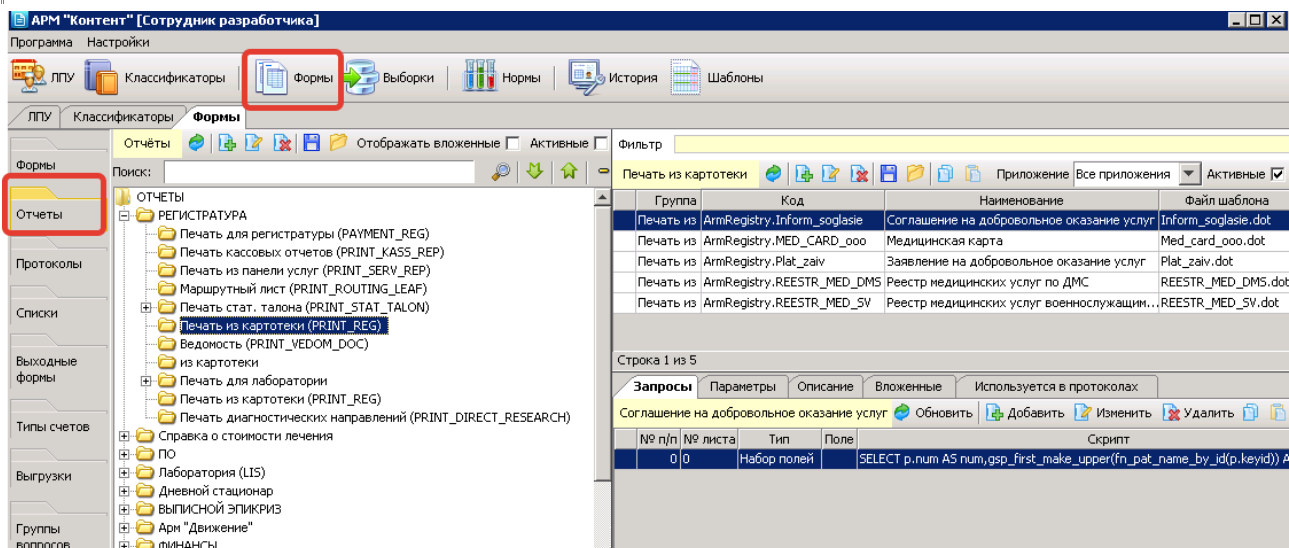 АРМ "Контент" [Сотрудник разработчика]
Программа Настройки
ЛПУ Классификаторы Формы Выборки Нормы История Шаблоны
ЛПУ Классификаторы Формы
Формы
Отчеты
Протоколы
Списки
Выходные
формы
Типы счетов
Выгрузки
Группы
вопросов
Отчёты Отображать вложенные Активные
Поиск:
ОТЧЕТЫ
РЕГИСТРАТУРА
Печать для регистратуры (PAYMENT_REG)
Печать кассовых отчетов (PRINT_KASS_REP)
Печать из панели услуг (PRINT_SERV_REP)
Маршрутный лист (PRINT_ROUTING_LEAF)
Печать стат. талона (PRINT_STAT_TALON)
Печать из картотеки (PRINT_REG)
Ведомость (PRINT_VEDOM_DOC)
из картотеки
Печать для лаборатории
Печать из картотеки (PRINT_REG)
Печать диагностических направлений (PRINT_DIRECT_RESEARCH)
Справка о стоимости лечения
ПО
Лаборатория (LIS)
Дневной стационар
ВЫПИСНОЙ ЭПИКРИЗ
Арм "Движение"
ФИНАНСЫ
Фильтр
Печать из картотеки Приложение Все приложения Активные
Группа Код Наименование Файл шаблона
Печать из ArmRegistry.Inform_soglasie Соглашение на добровольное оказание услуг Inform_soglasie.dot
Печать из ArmRegistry.MED_CARD_ooo Медицинская карта Med_card_ooo.dot
Печать из ArmRegistry.Plat_zaiv Заявление на добровольное оказание услуг Plat_zaiv.dot
Печать из ArmRegistry.REESTR_MED_DMS Реестр медицинских услуг по ДМС REESTR_MED_DMS.dot
Печать из ArmRegistry.REESTR_MED_SV Реестр медицинских услуг военнослужащим... REESTR_MED_SV.dot
Строка 1 из 5
Запросы Параметры Описание Вложенные Используется в протоколах
Соглашение на добровольное оказание услуг Обновить Добавить Изменить Удалить
№ п/п № листа Тип Поле Скрипт
0 0 Набор полей SELECT p.num AS num,gsp_first_make_upper(fn_pat_name_by_id(p.keyid)) A